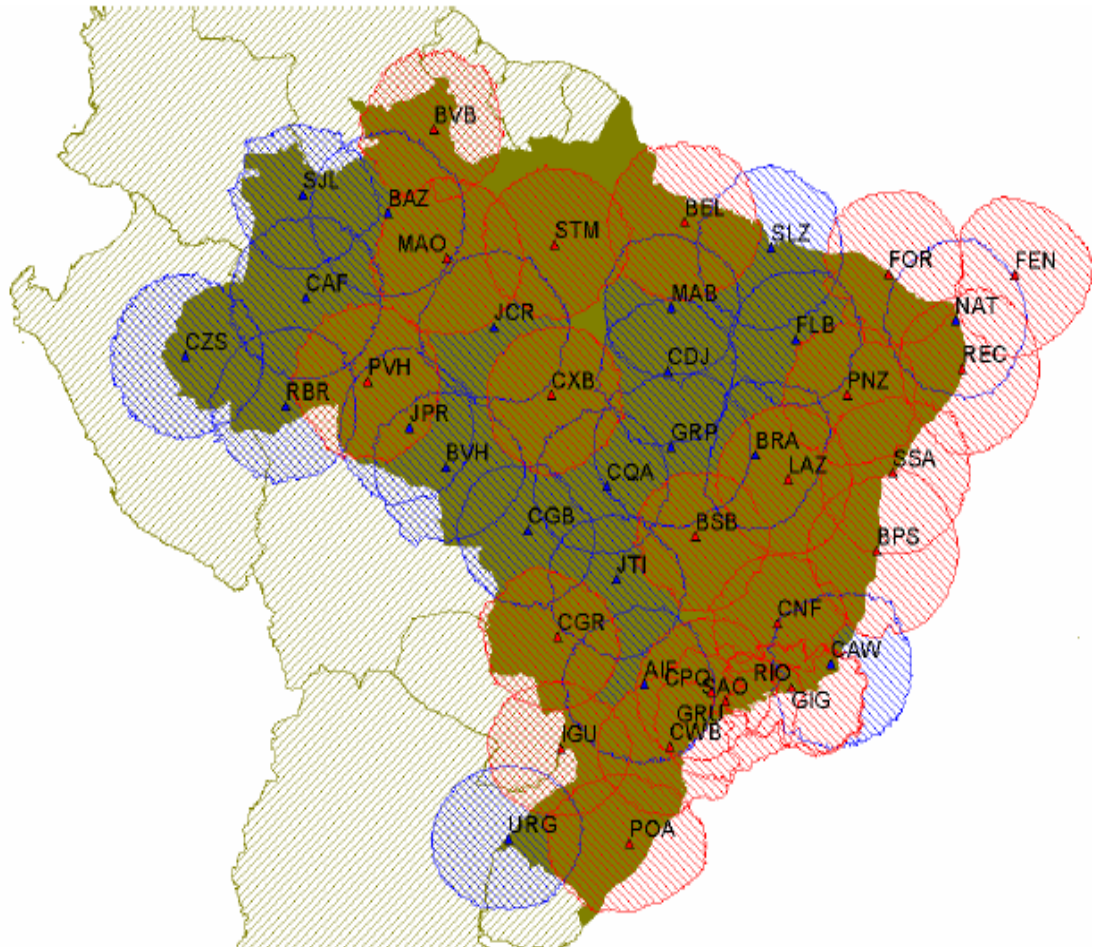 BVB
SJL
BAZ
BEL
STM
MAO
SLZ
FOR
FEN
CAF
MAB
NAT
JCR
FLB
CZS
REC
CDJ
PVH
CXB
PNZ
RBR
JPR
GRP
BRA
BVH
LAZ
SSA
CQA
CGB
BSB
BPS
JTI
CNF
CGR
CAW
AIF
CPQ
RIO
SAO
GIG
GRU
IGU
CWB
URG
POA